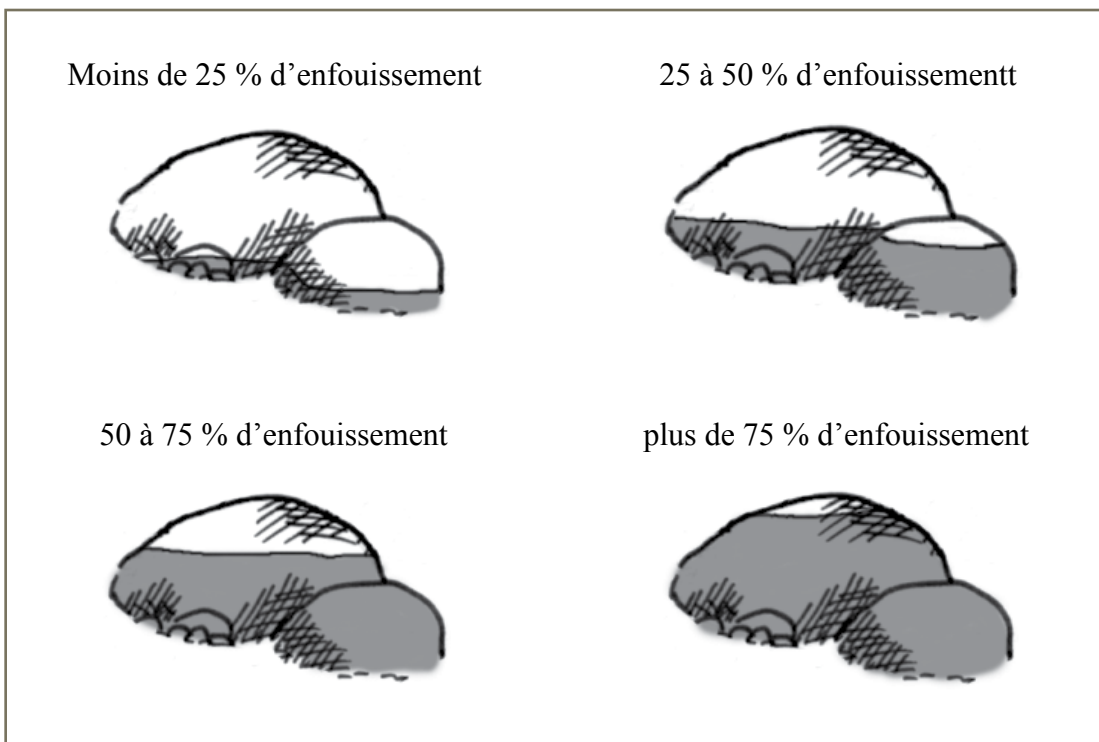 Moins de 25 % d’enfouissement
25 à 50 % d’enfouissementt
50 à 75 % d’enfouissement
plus de 75 % d’enfouissement